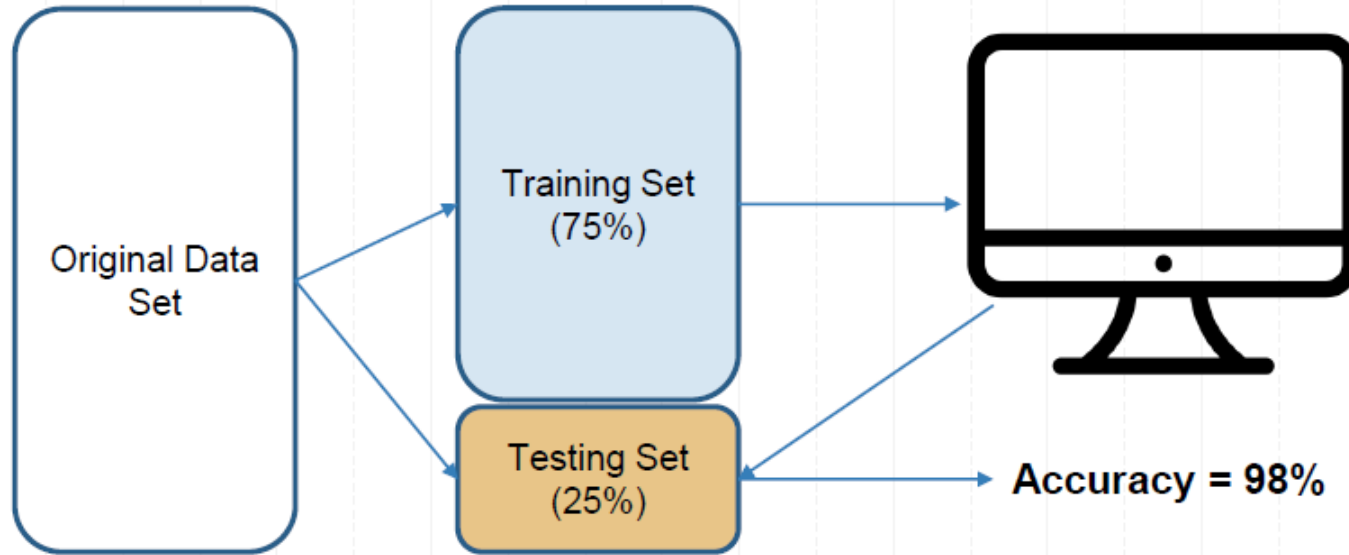 Original Data
Set
Training Set
(75%)
Testing Set
(25%)
Accuracy = 98%